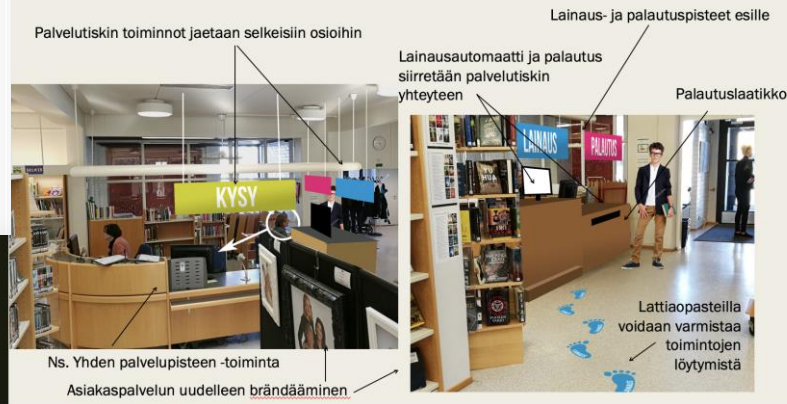 Lainaus- ja palautuspisteet esille
Palvelutiskin toiminnot jaetaan selkeisiin osioihin
Lainausautomaatti ja palautus
siirretään palvelutiskin
yhteyteen
Palautuslaatikko
KYSY
LAINAUS
PALAUTUS
Lattiaopasteilla
voidaan varmistaa
toimintojen
löytymistä
Ns. Yhden palvelupisteen -toiminta
Asiakaspalvelun uudelleen brändääminen